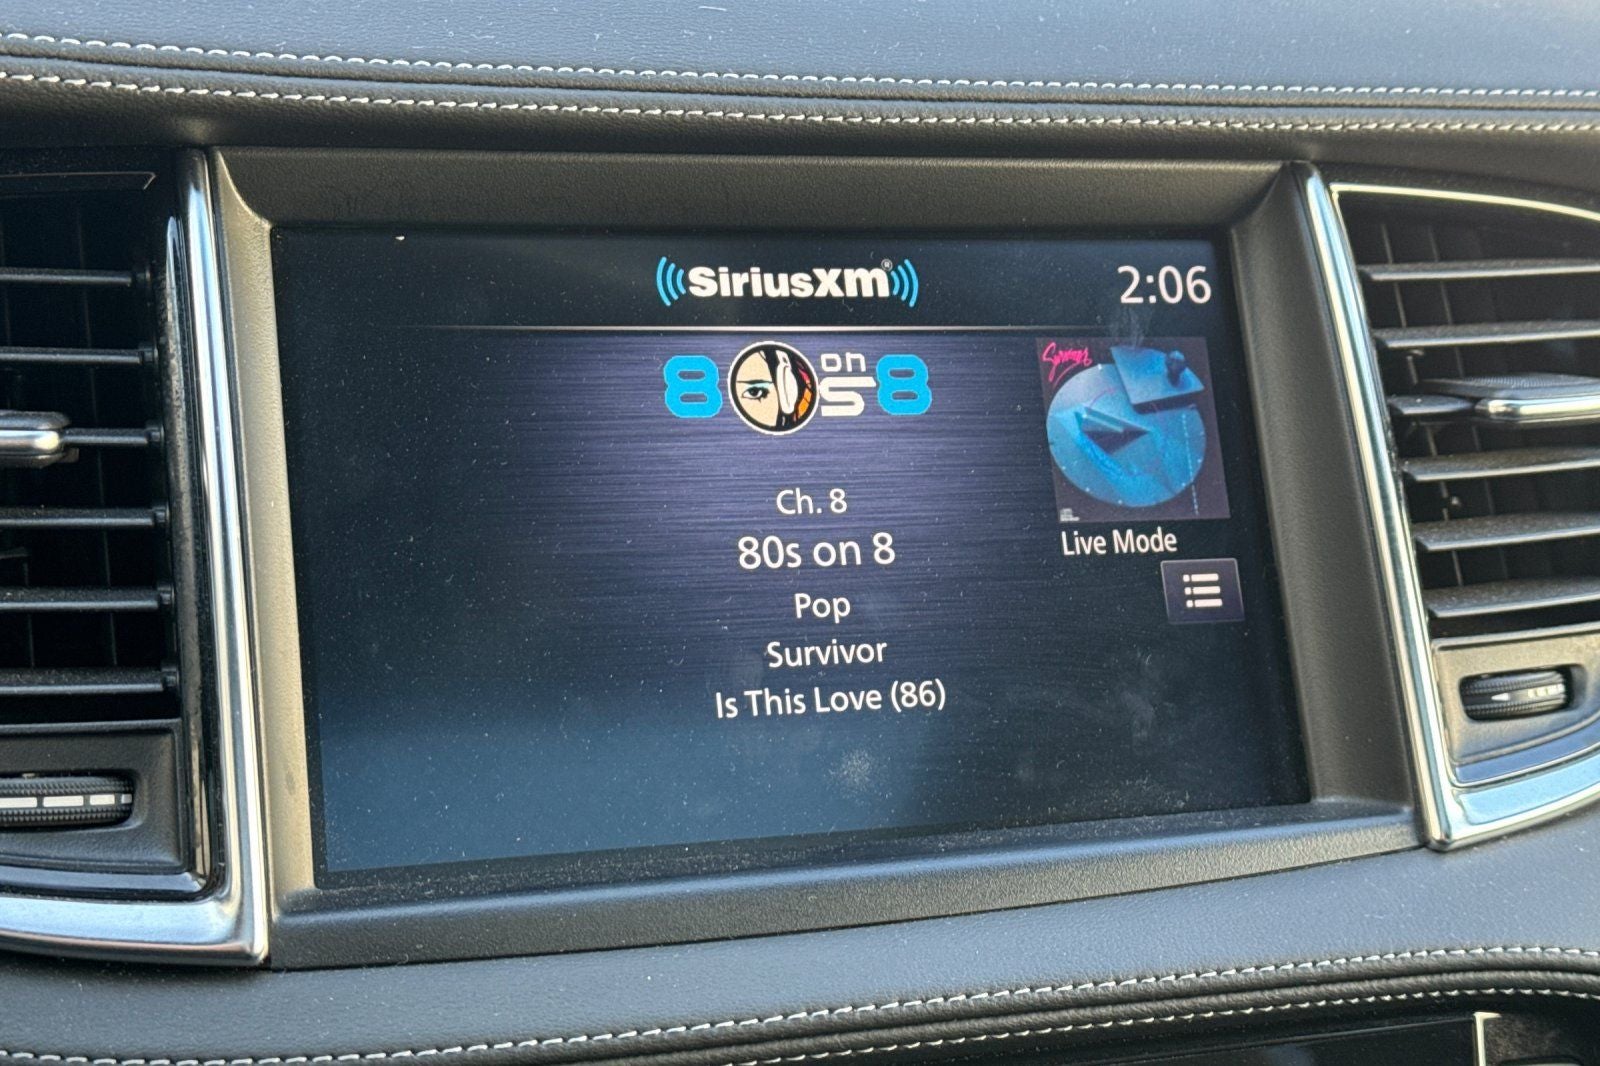 SiriusXM®
2:06
80s on 8
Survivor
Ch. 8
80s on 8
Live Mode
Pop
Survivor
Is This Love (86)